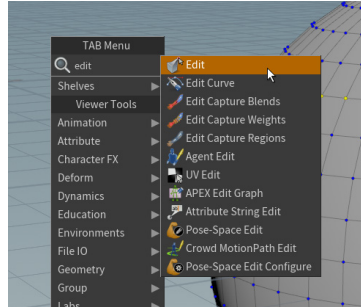 TAB Menu
edit
Shelves
Viewer Tools
Animation
Attribute
Character FX
Deform
Dynamics
Education
Environments
File IO
Geometry
Group
Labs
Edit
Edit Curve
Edit Capture Blends
Edit Capture Weights
Edit Capture Regions
Agent Edit
UV Edit
APEX Edit Graph
Attribute String Edit
Pose-Space Edit
Crowd MotionPath Edit
Pose-Space Edit Configure